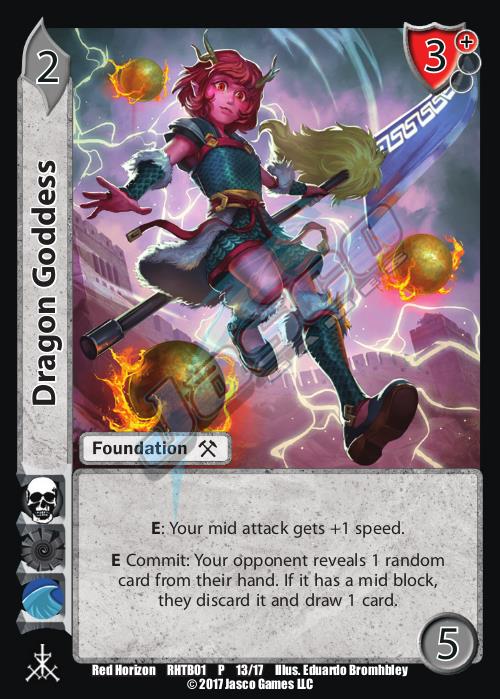 2
3
+
Dragon Goddess
Foundation
E: Your mid attack gets +1 speed.
E Commit: Your opponent reveals 1 random
card from their hand. If it has a mid block,
they discard it and draw 1 card.
5
Red Horizon RHTB01 P 13/17 Illus. Eduardo Bromhbley
© 2017 Jasco Games LLC